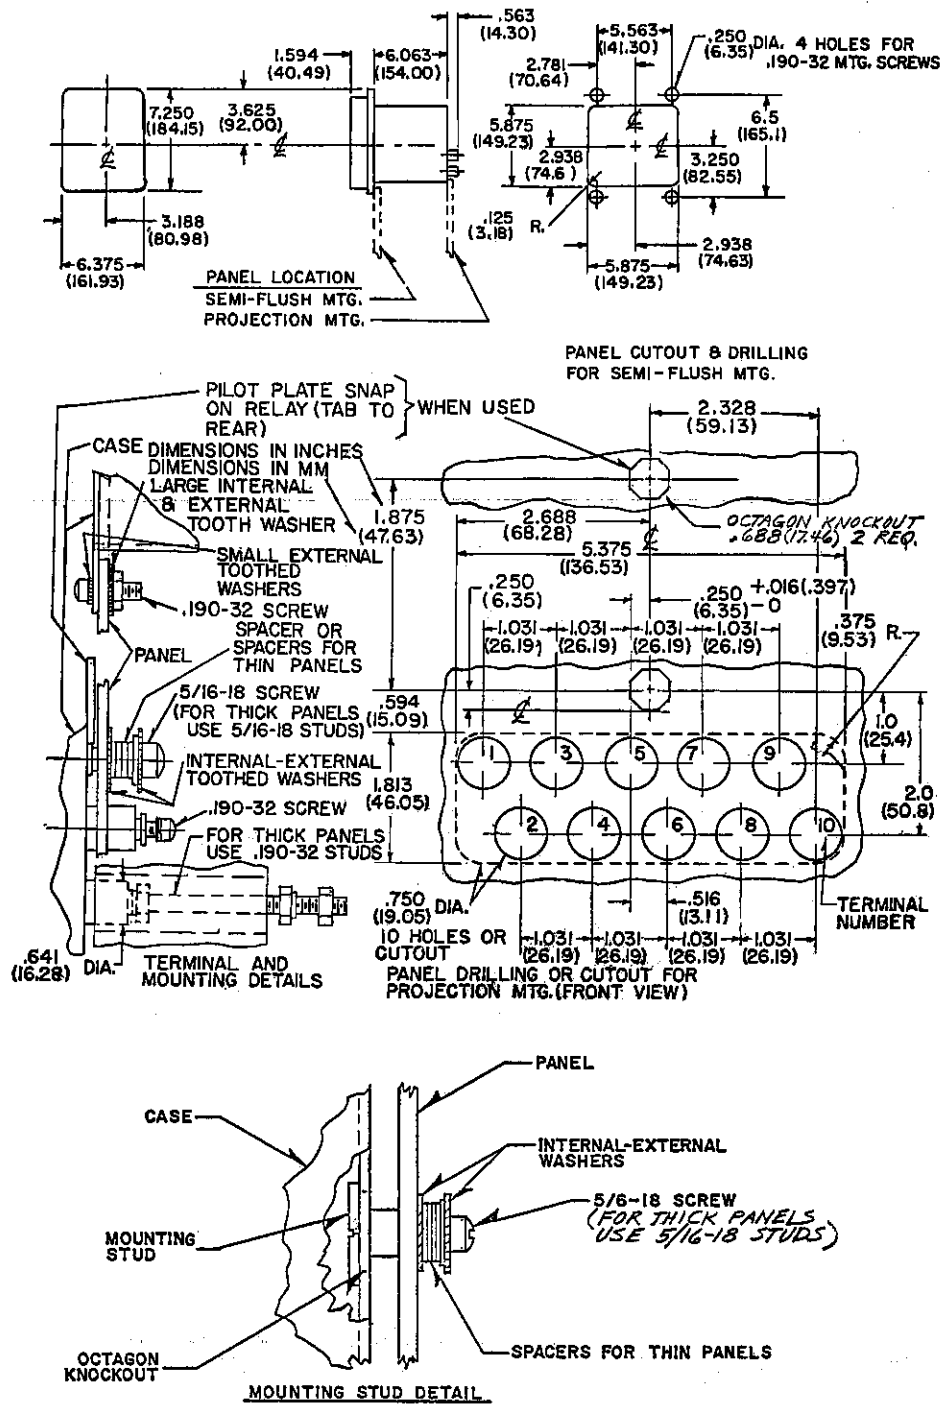 .563
(14.30)
1.594
(40.49)
6.063
(154.00)
5.563
(141.30)
2.781
(70.64)
.250 DIA. 4 HOLES FOR
(6.35) .190-32 MTG. SCREWS
7.250
(184.15)
3.625
(92.00)
5.875
(149.23)
6.5
(165.1)
2.938
(74.6)
3.250
(82.55)
3.188
(80.98)
.125
(3.18) R.
6.375
(161.93)
2.938
(74.63)
5.875
(149.23)
PANEL LOCATION
SEMI-FLUSH MTG.
PROJECTION MTG.
PANEL CUTOUT & DRILLING
FOR SEMI-FLUSH MTG.
PILOT PLATE SNAP
ON RELAY (TAB TO
REAR)
WHEN USED
2.328
(59.13)
CASE
DIMENSIONS IN INCHES
DIMENSIONS IN MM
LARGE INTERNAL
& EXTERNAL
TOOTH WASHER
1.875
(47.63)
2.688
(68.28)
OCTAGON KNOCKOUT
.688(17.46) 2 REQ.
5.375
(136.53)
SMALL EXTERNAL
TOOTHED
WASHERS
.250
(6.35)
.250 +.016(.397)
(6.35) -0
.190-32 SCREW
SPACER OR
SPACERS FOR
THIN PANELS
1.031 1.031 1.031 1.031
(26.19) (26.19) (26.19) (26.19)
.375
(9.53) R.
PANEL
5/16-18 SCREW
(FOR THICK PANELS
USE 5/16-18 STUDS)
.594
(15.09)
1.0
(25.4)
INTERNAL-EXTERNAL
TOOTHED WASHERS
1.813
(46.05)
1 3 5 7 9
2.0
(50.8)
.190-32 SCREW
FOR THICK PANELS
USE .190-32 STUDS
2 4 6 8 10
.750 DIA.
(19.05)
10 HOLES OR
CUTOUT
.516
(13.11)
TERMINAL
NUMBER
1.031 1.031 1.031 1.031
(26.19) (26.19) (26.19) (26.19)
.641
(16.28) DIA.
TERMINAL AND
MOUNTING DETAILS
PANEL DRILLING OR CUTOUT FOR
PROJECTION MTG.(FRONT VIEW)
PANEL
CASE
INTERNAL-EXTERNAL
WASHERS
5/6-18 SCREW
(FOR THICK PANELS
USE 5/16-18 STUDS)
MOUNTING
STUD
OCTAGON
KNOCKOUT
SPACERS FOR THIN PANELS
MOUNTING STUD DETAIL